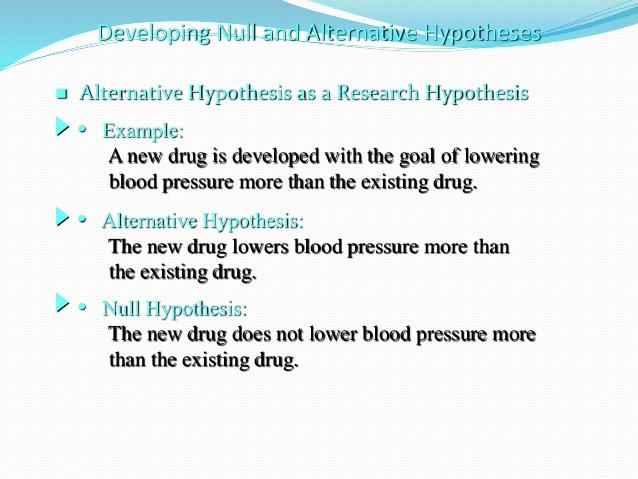 Developing Null and Alternative Hypotheses
Alternative Hypothesis as a Research Hypothesis
• Example:
A new drug is developed with the goal of lowering
blood pressure more than the existing drug.
• Alternative Hypothesis:
The new drug lowers blood pressure more than
the existing drug.
• Null Hypothesis:
The new drug does not lower blood pressure more
than the existing drug.